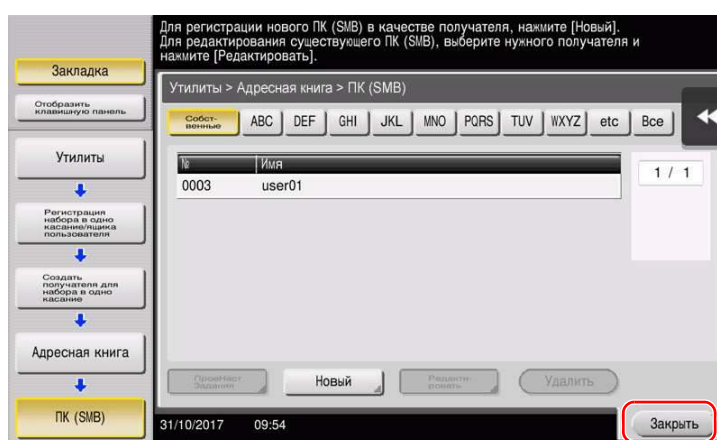 Для регистрации нового ПК (SMB) в качестве получателя, нажмите [Новый].
Для редактирования существующего ПК (SMB), выберите нужного получателя и
нажмите [Редактировать].
Закладка
Отобразить
клавишную панель
Утилиты
Регистрация
набора в одно
касание/ящика
пользователя
Создать
получателя для
набора в одно
касание
Адресная книга
ПК (SMB)
Утилиты > Адресная книга > ПК (SMB)
Собст-
венные
ABC
DEF
GHI
JKL
MNO
PQRS
TUV
WXYZ
etc
Все
№ Имя
0003 user01
1 / 1
Задания
Новый
Редакти-
ровать
Удалить
31/10/2017 09:54
Закрыть